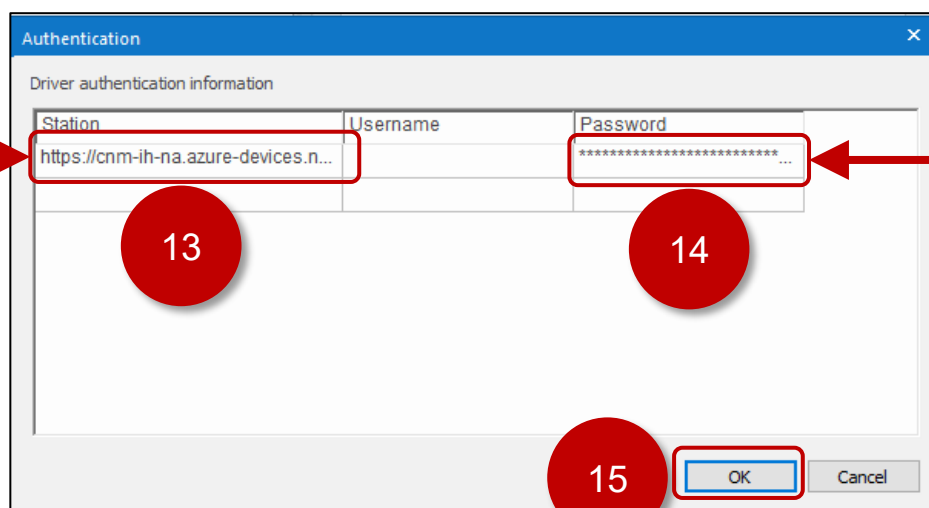 Authentication
Driver authentication information
Station Username Password
https://cnm-ih-na.azure-devices.n... **************************...
13 14
15 OK Cancel